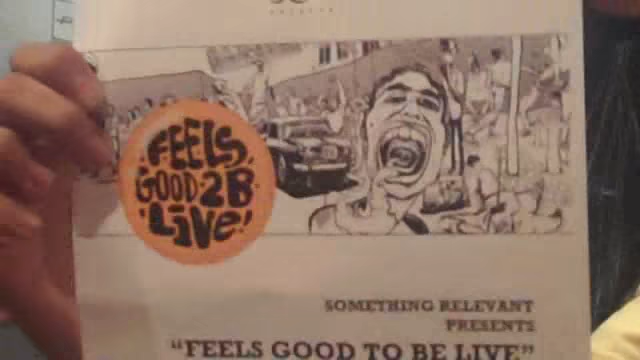 FEELS
GOOD 2B
LIVE!
SOMETHING RELEVANT
PRESENTS
"FEELS GOOD TO BE LIVE"